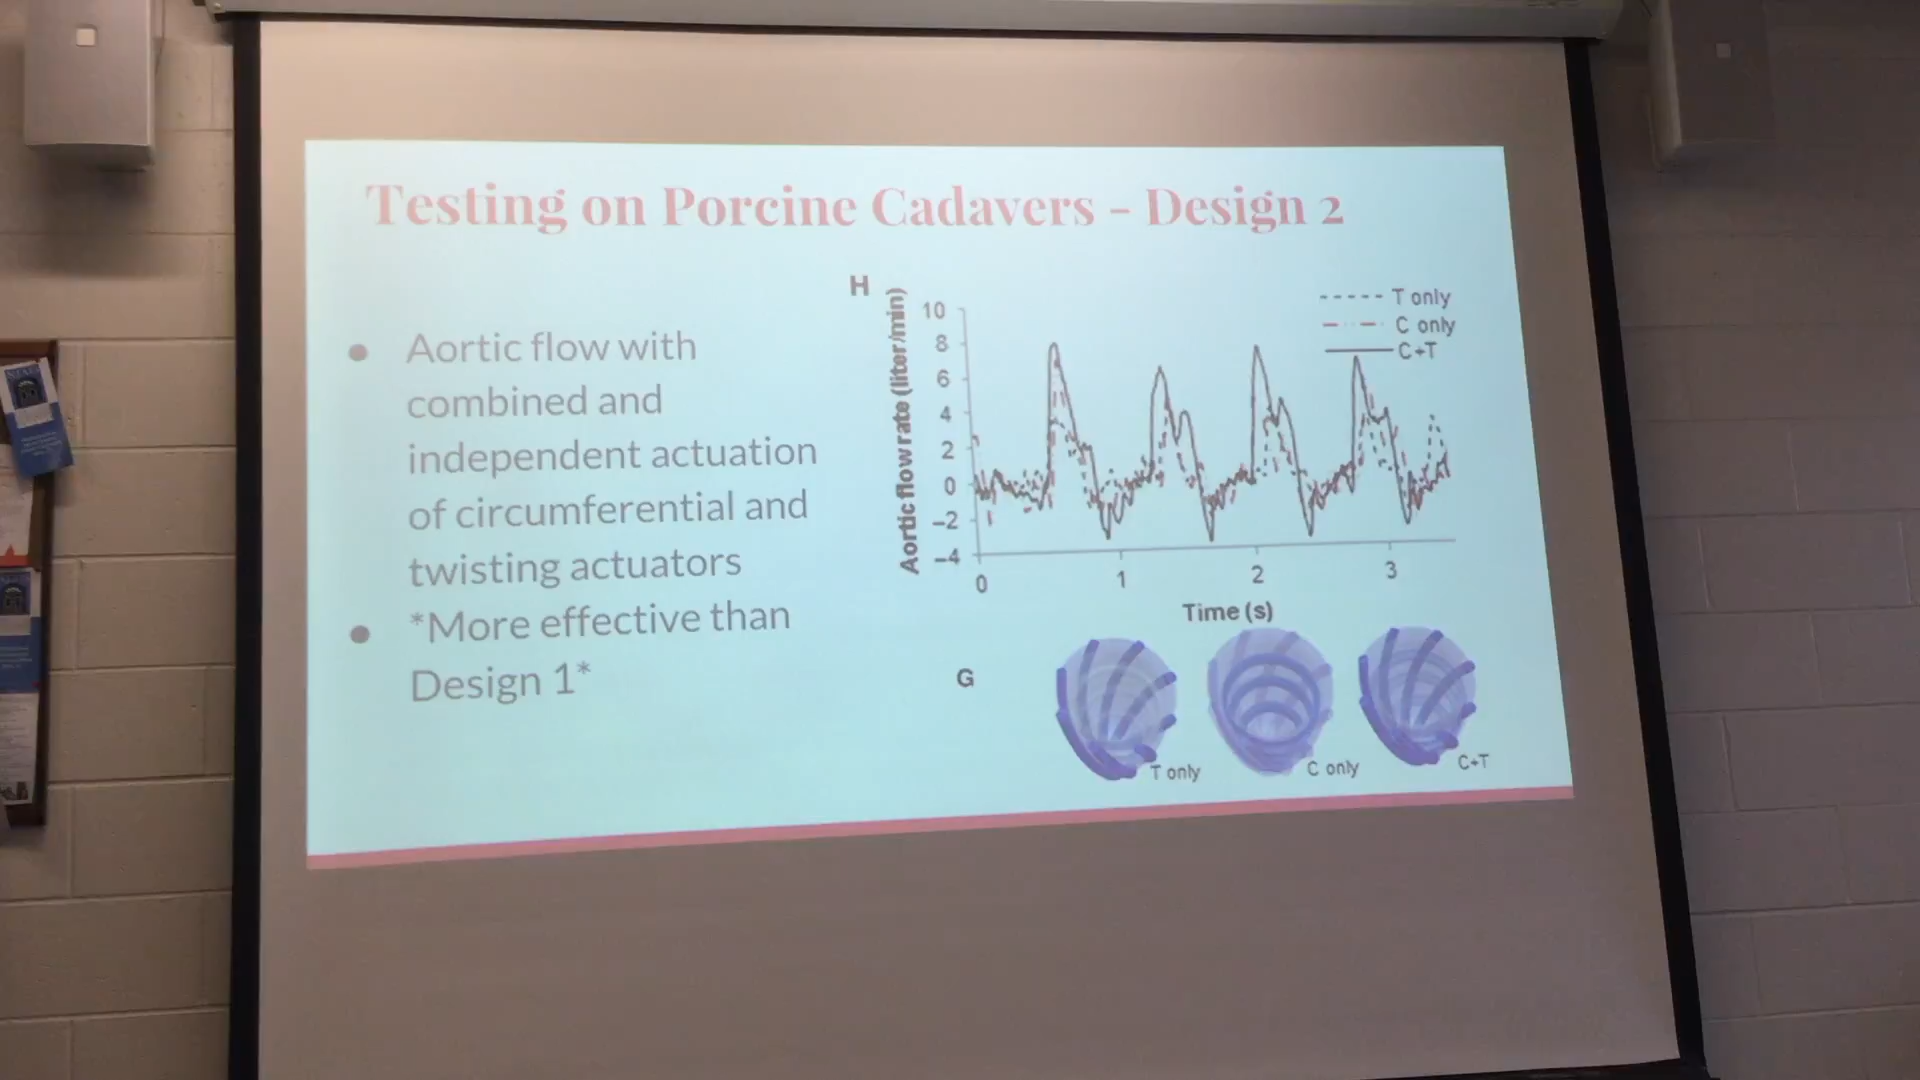 Testing on Porcine Cadavers - Design 2
● Aortic flow with
combined and
independent actuation
of circumferential and
twisting actuators
● *More effective than
Design 1*
H
Aortic flow rate (liter/min)
10
8
6
4
2
0
−2
−4
0
1
2
3
Time (s)
T only
C only
C+T
G
T only
C only
C+T